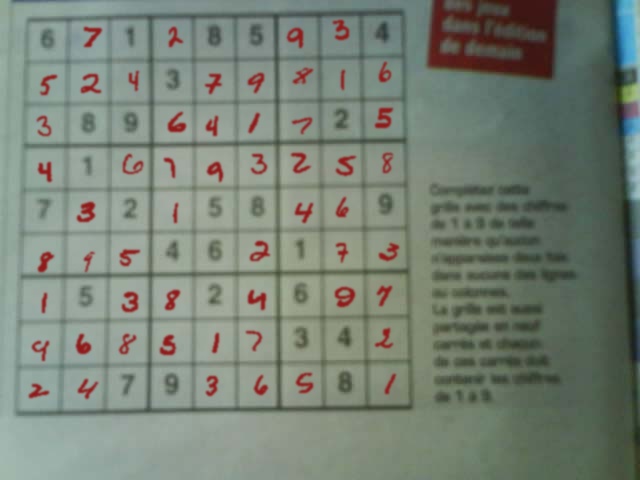 des jeux
dans l'édition
de demain
6 7 1 2 8 5 9 3 4
5 2 4 3 7 9 8 1 6
3 8 9 6 4 1 7 2 5
4 1 6 7 9 3 2 5 8
7 3 2 1 5 8 4 6 9
8 9 5 4 6 2 1 7 3
1 5 3 8 2 4 6 9 7
9 6 8 5 1 7 3 4 2
2 4 7 9 3 6 5 8 1
Complétez cette
grille avec des chiffres
de 1 à 9 de telle
manière qu'aucun
n'apparaisse deux fois
dans aucune des lignes
ou colonnes.
La grille est aussi
partagée en neuf
carrés et chacun
de ces carrés doit
contenir les chiffres
de 1 à 9.